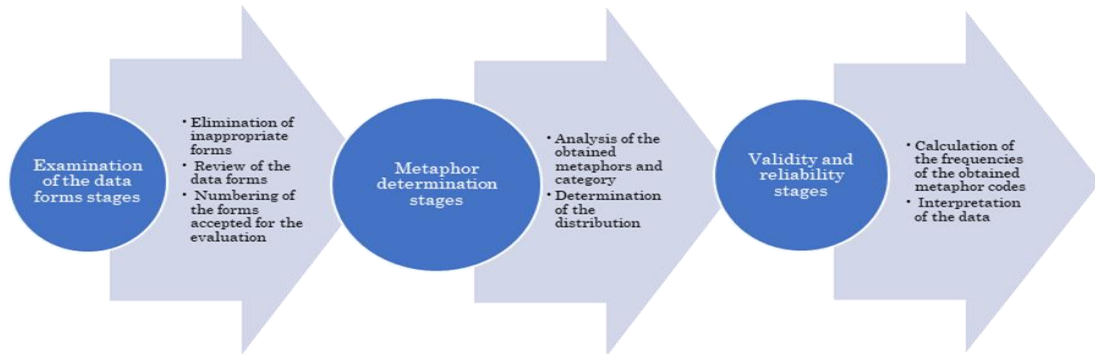 Examination
of the data
forms stages
• Elimination of
inappropriate
forms
• Review of the
data forms
• Numbering of
the forms
accepted for the
evaluation
Metaphor
determination
stages
• Analysis of the
obtained
metaphors and
category
• Determination
of the
distribution
Validity and
reliability
stages
• Calculation of
the frequencies
of the obtained
metaphor codes
• Interpretation
of the data